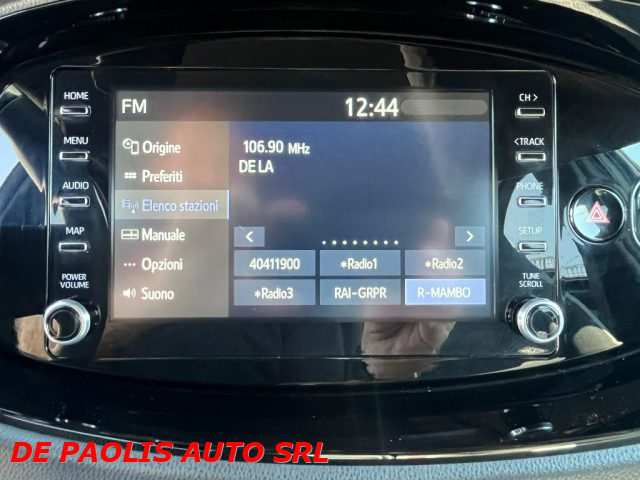 HOME
MENU
AUDIO
MAP
POWER
VOLUME
FM 12:44
Origine
Preferiti
Elenco stazioni
Manuale
Opzioni
Suono
106.90 MHz
DE LA
< >
40411900 *Radio1 *Radio2
*Radio3 RAI-GRPR R-MAMBO
CH >
< TRACK
PHONE
SETUP
TUNE
SCROLL
DE PAOLIS AUTO SRL